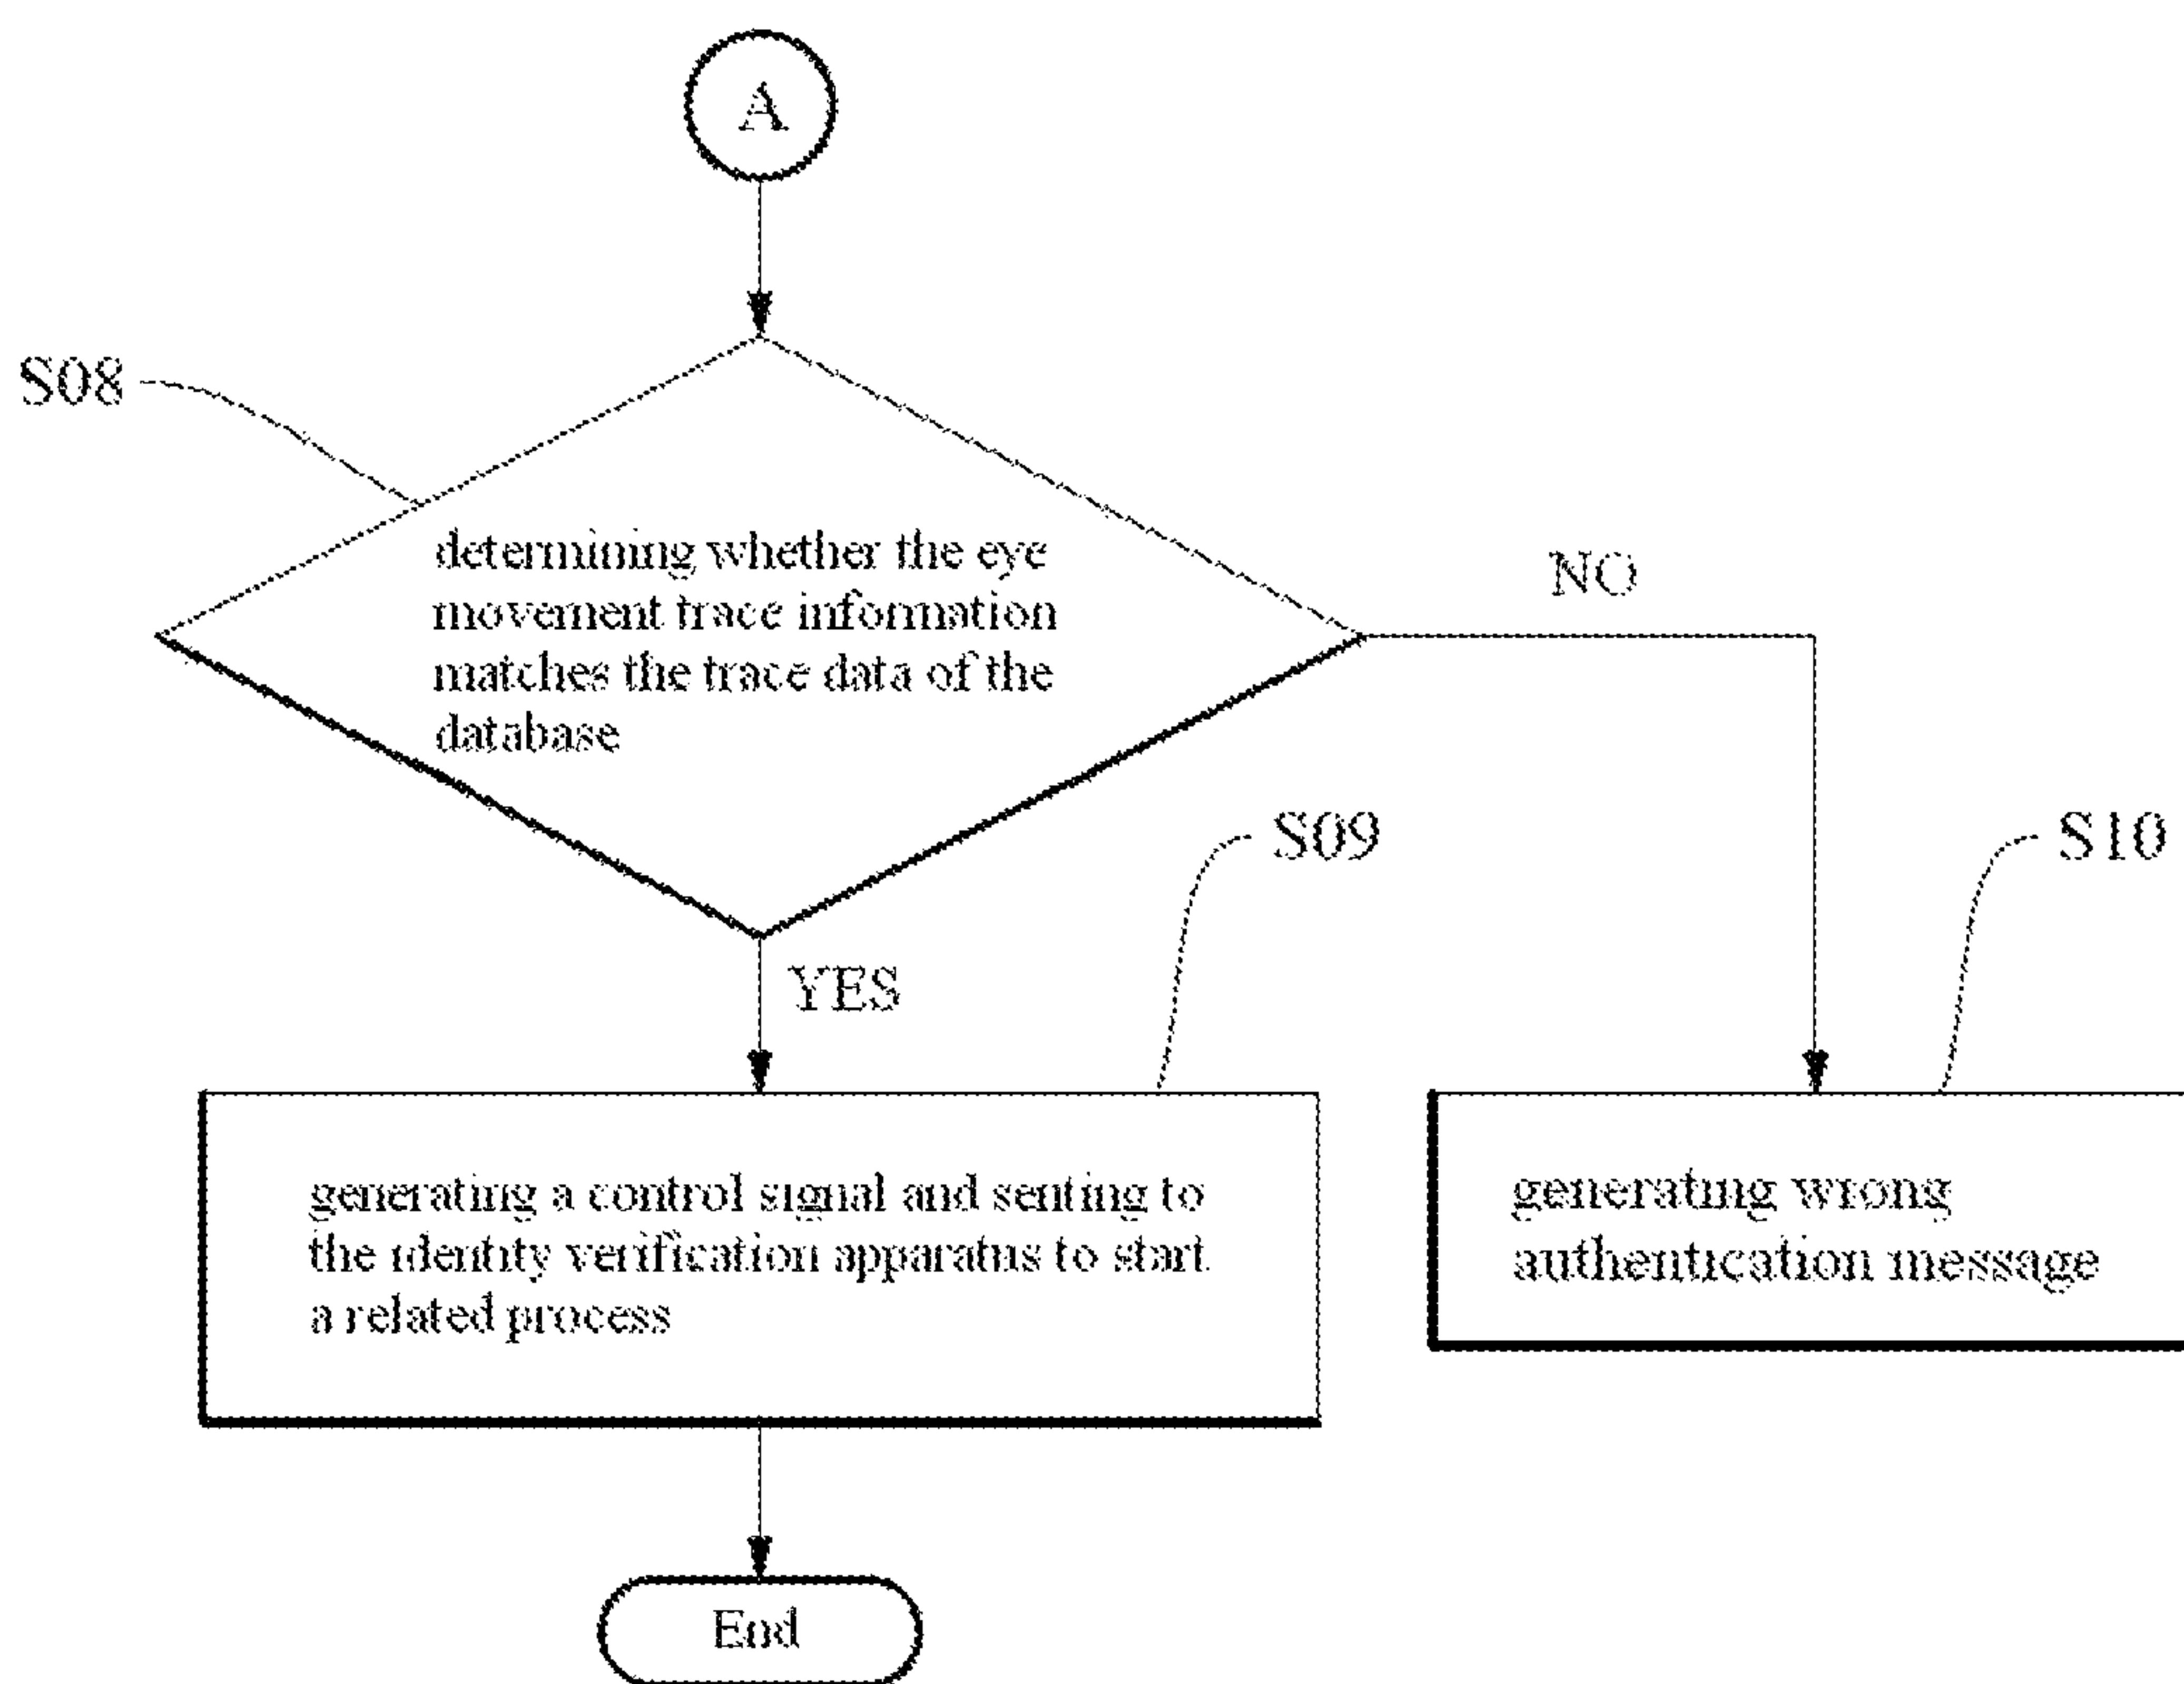 A
S08
determining whether the eye
movement trace information
matches the trace data of the
database
NO
YES
S09
S10
generating a control signal and senting to
the identity verification apparatus to start
a related process
generating wrong
authentication message
End